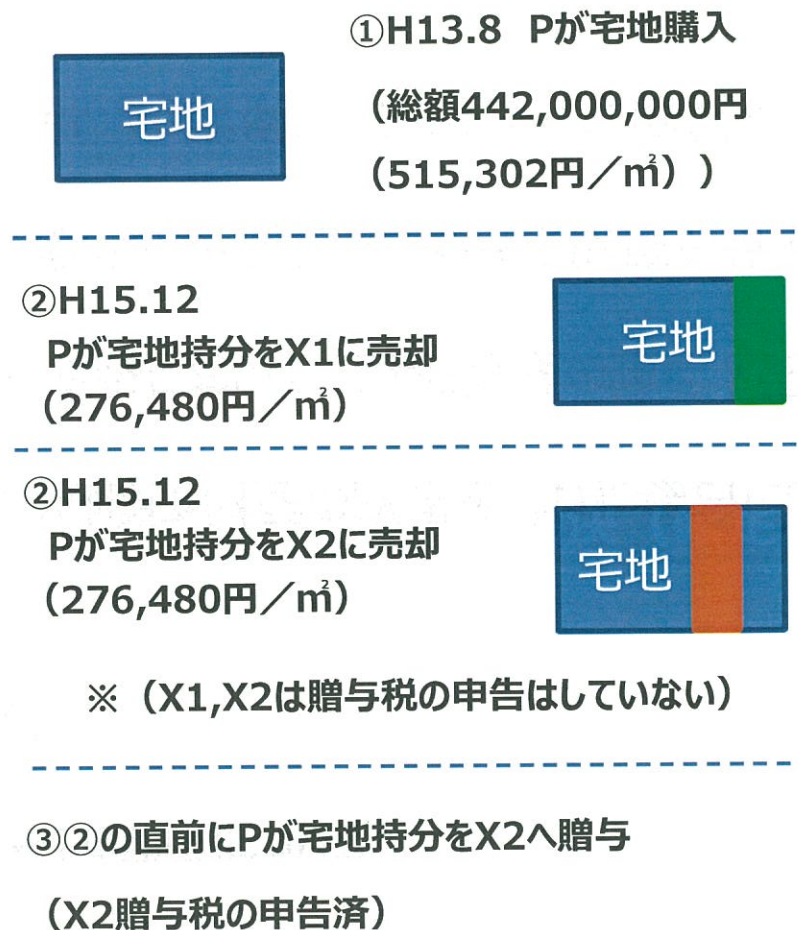 ①H13.8 Pが宅地購入
宅地
（総額442,000,000円
（515,302円／㎡））
②H15.12
Pが宅地持分をX1に売却
（276,480円／㎡）
宅地
②H15.12
Pが宅地持分をX2に売却
（276,480円／㎡）
宅地
※（X1,X2は贈与税の申告はしていない）
③②の直前にPが宅地持分をX2へ贈与
（X2贈与税の申告済）